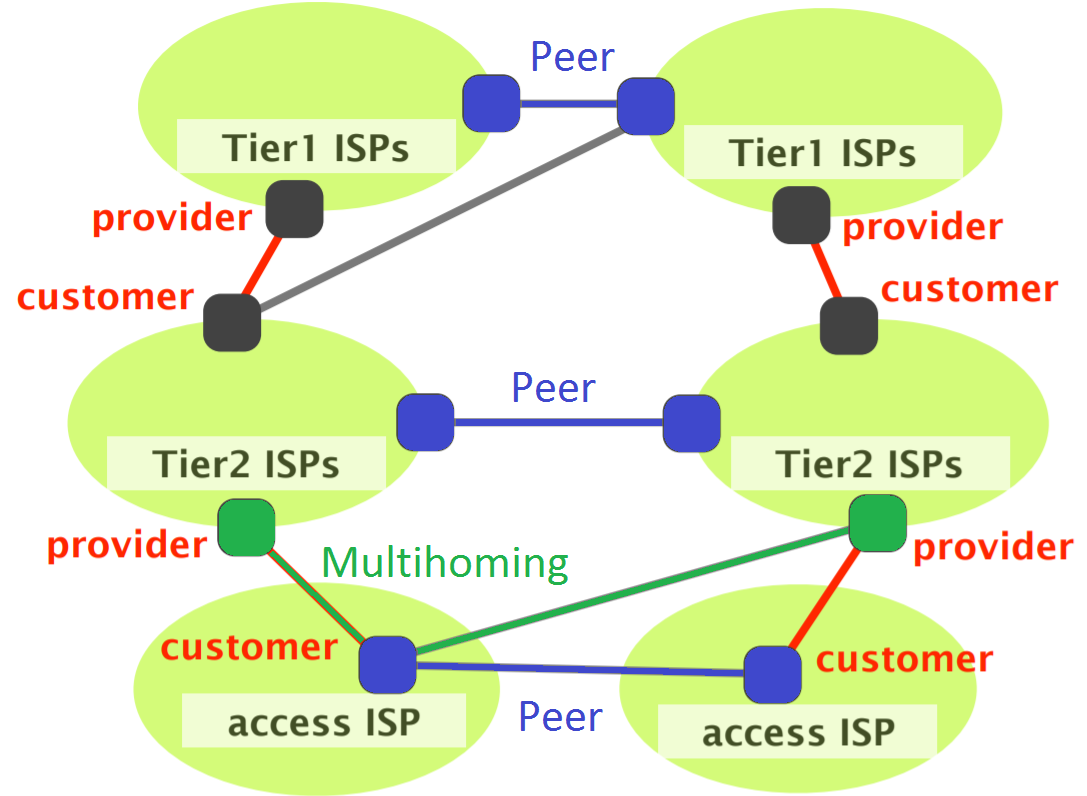 Peer
Tier1 ISPs
Tier1 ISPs
provider
provider
customer
customer
Peer
Tier2 ISPs
Tier2 ISPs
provider
Multihoming
provider
customer
customer
access ISP
Peer
access ISP